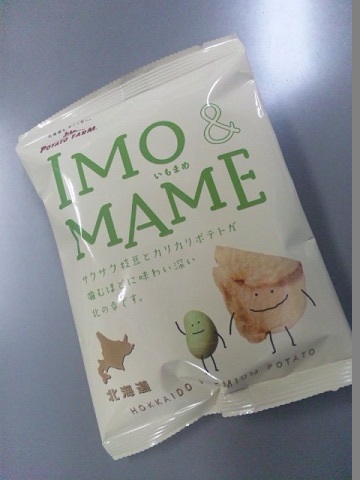 POTATO FARM
IMO &
いもまめ
MAME
サクサク枝豆とカリカリポテトが
噛むほどに味わい深い
北の幸です。
北海道
HOKKAIDO PREMIUM POTATO